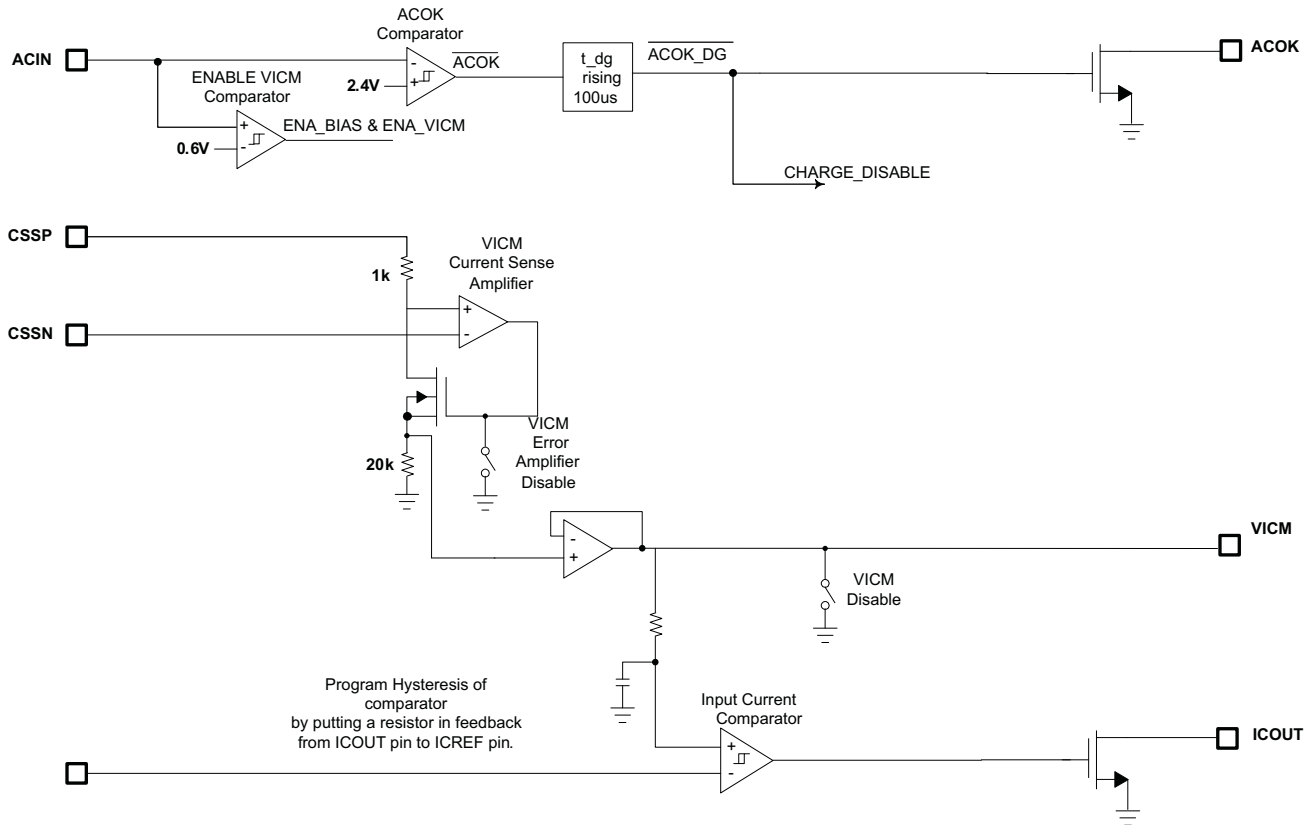 ACIN
ACOK
Comparator
ACOK
-
+
2.4V
ENABLE VICM
Comparator
+
-
0.6V
ENA_BIAS & ENA_VICM
t_dg
rising
100us
ACOK_DG
ACOK
CHARGE_DISABLE
CSSP
1k
VICM
Current Sense
Amplifier
+
-
CSSN
VICM
Error
Amplifier
Disable
20k
-
+
VICM
VICM
Disable
Program Hysteresis of
comparator
by putting a resistor in feedback
from ICOUT pin to ICREF pin.
Input Current
Comparator
+
-
ICOUT